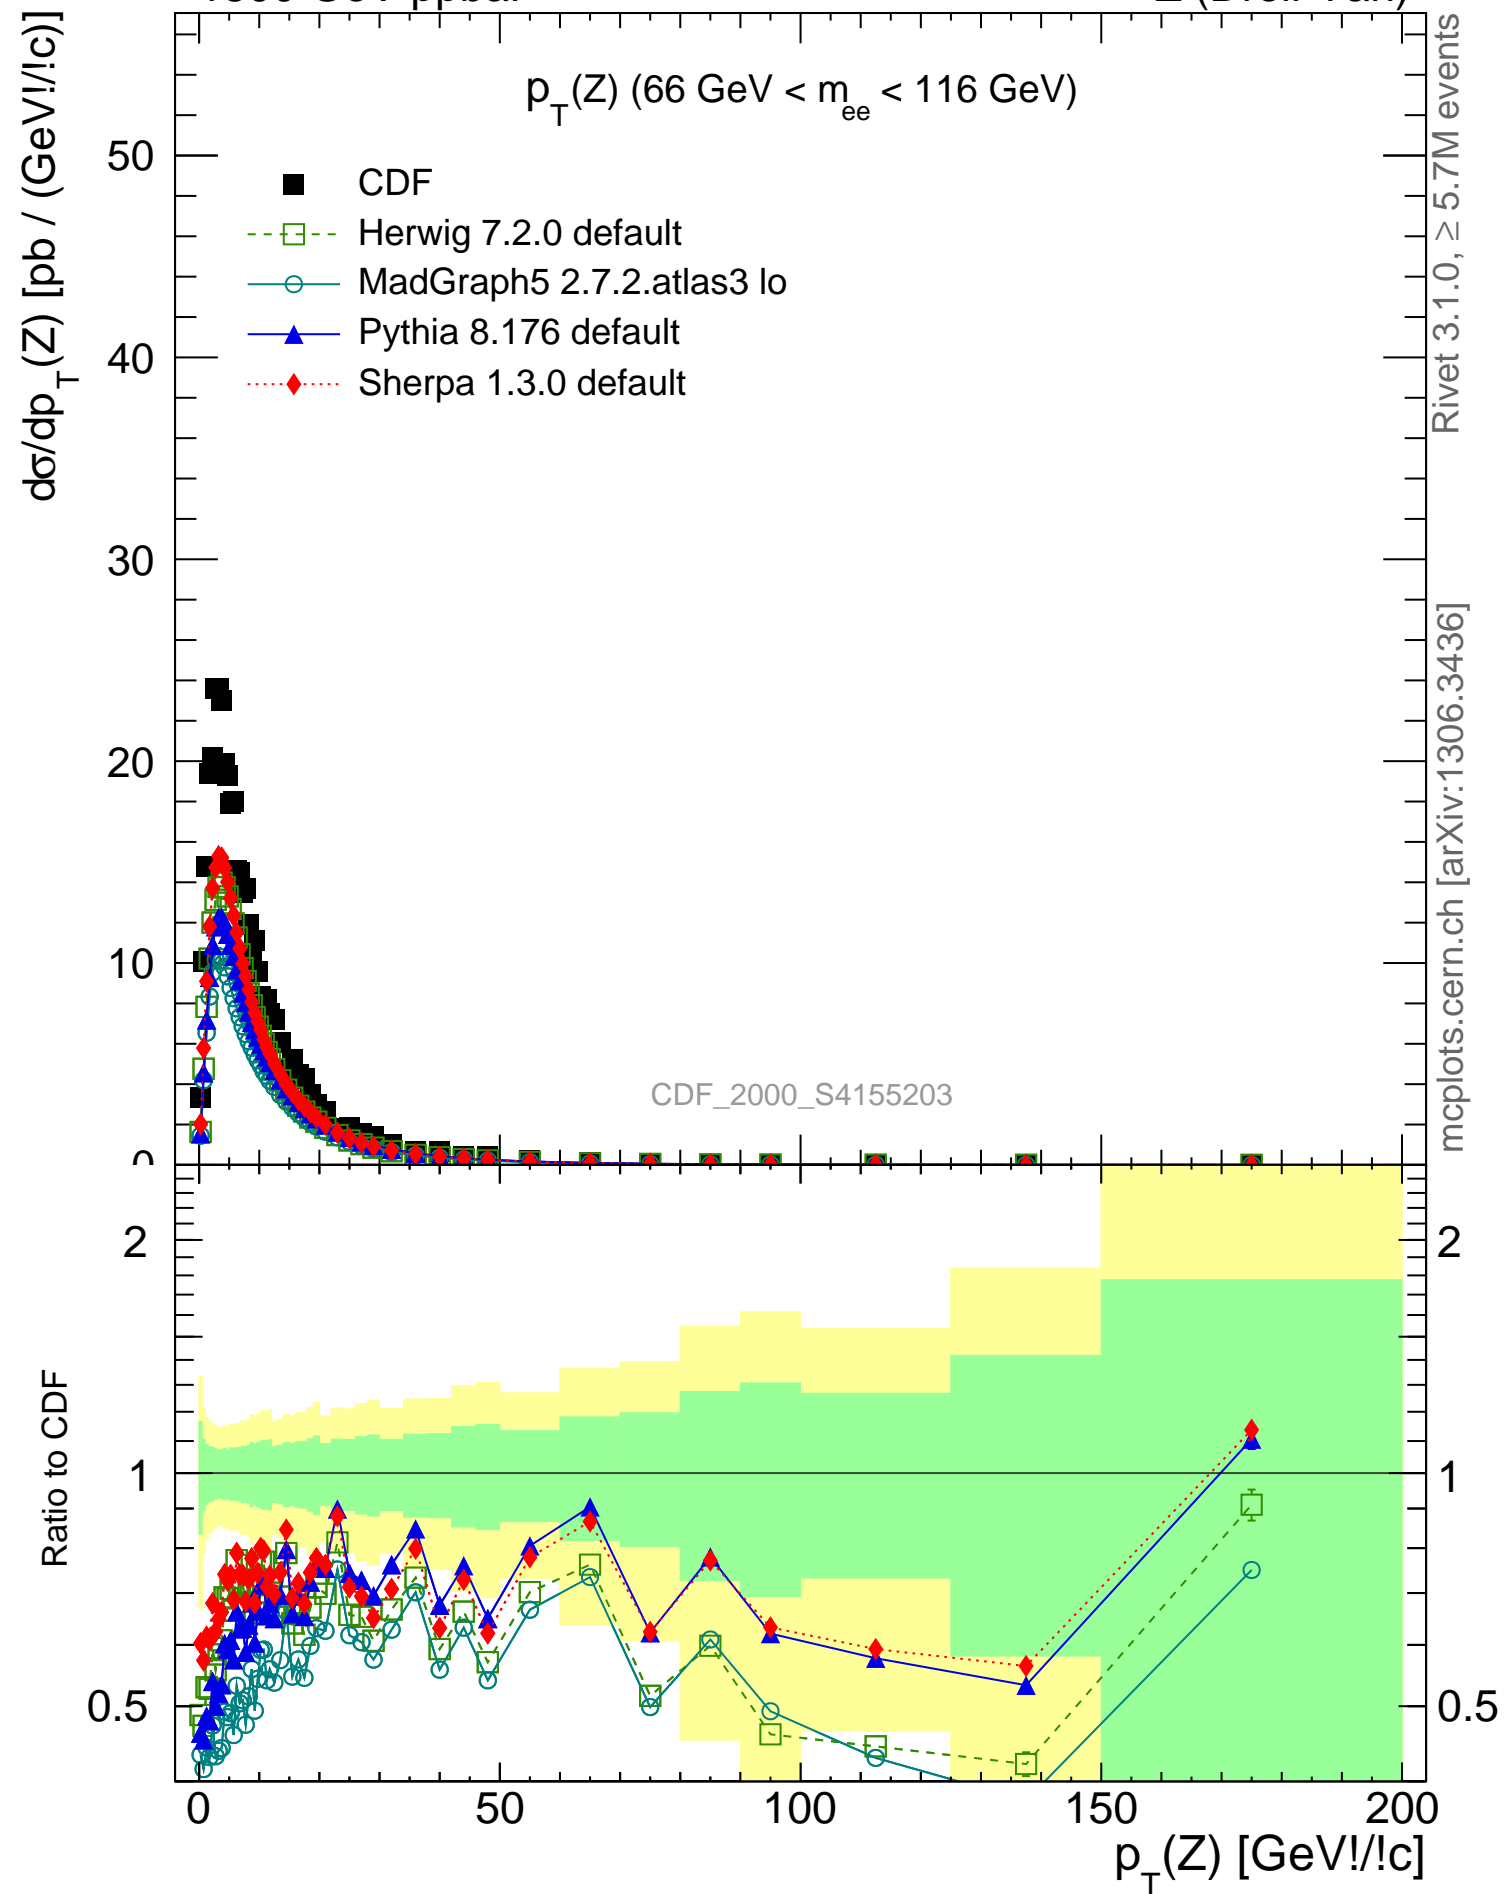 dσ/dp_T(Z) [pb / (GeV!/!c)]
p_T(Z) (66 GeV < m_ee < 116 GeV)
CDF
Herwig 7.2.0 default
MadGraph5 2.7.2.atlas3 lo
Pythia 8.176 default
Sherpa 1.3.0 default
50
40
30
20
10
0
CDF_2000_S4155203
Rivet 3.1.0, ≥ 5.7M events
mcplots.cern.ch [arXiv:1306.3436]
Ratio to CDF
2
1
0.5
2
1
0.5
0 50 100 150 200
p_T(Z) [GeV!/!c]